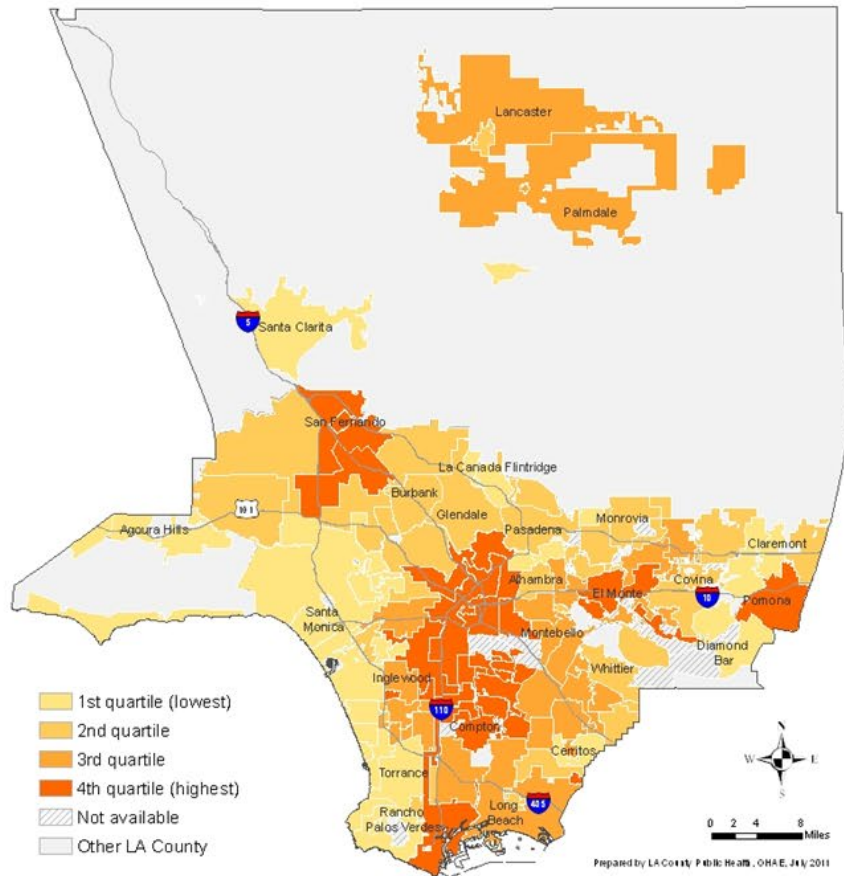 Lancaster
Palmdale
5
Santa Clarita
San Fernando
La Canada Flintridge
Burbank
101
Glendale
Pasadena
Monrovia
Agoura Hills
Claremont
Alhambra
Covina
El Monte
10
Pomona
Santa
Monica
Montebello
Diamond
Bar
Whittier
Inglewood
110
Compton
Cerritos
Torrance
Rancho
Palos Verdes
Long
Beach
405
1st quartile (lowest)
2nd quartile
3rd quartile
4th quartile (highest)
Not available
Other LA County
N
W E
S
0 2 4 8
Miles
Prepared by LA County Public Health, OHAE, July 2011